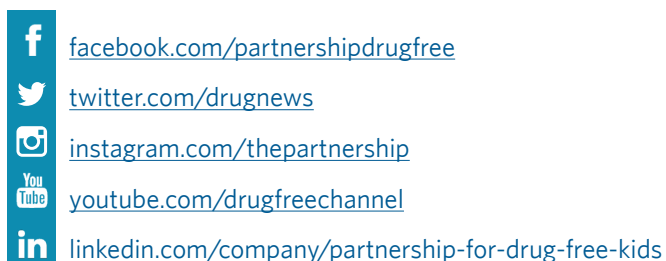 f facebook.com/partnershipdrugfree
twitter.com/drugnews
instagram.com/thepartnership
You
Tube youtube.com/drugfreechannel
in linkedin.com/company/partnership-for-drug-free-kids